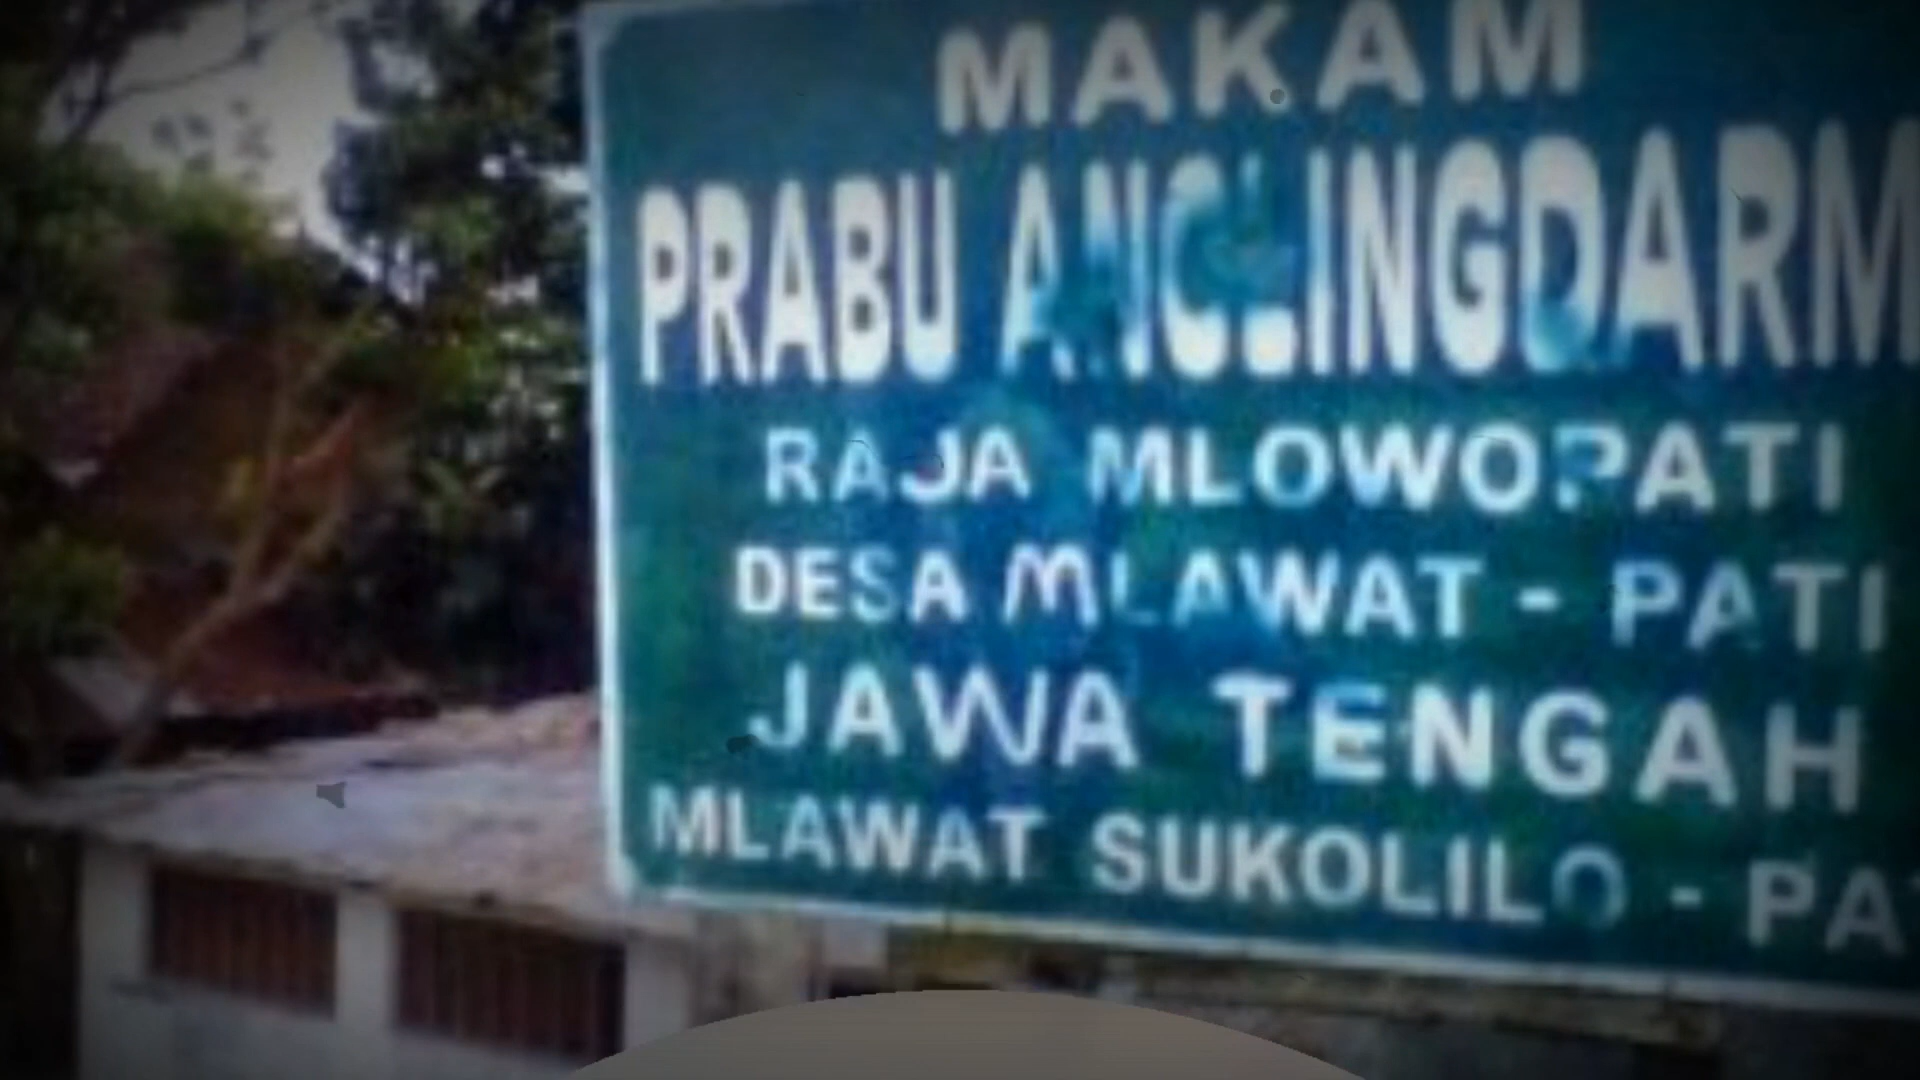 MAKAM
PRABU ANGLINGDARM
RAJA MLOWOPATI
DESA MLAWAT - PATI
JAWA TENGAH
MLAWAT SUKOLILO - PA